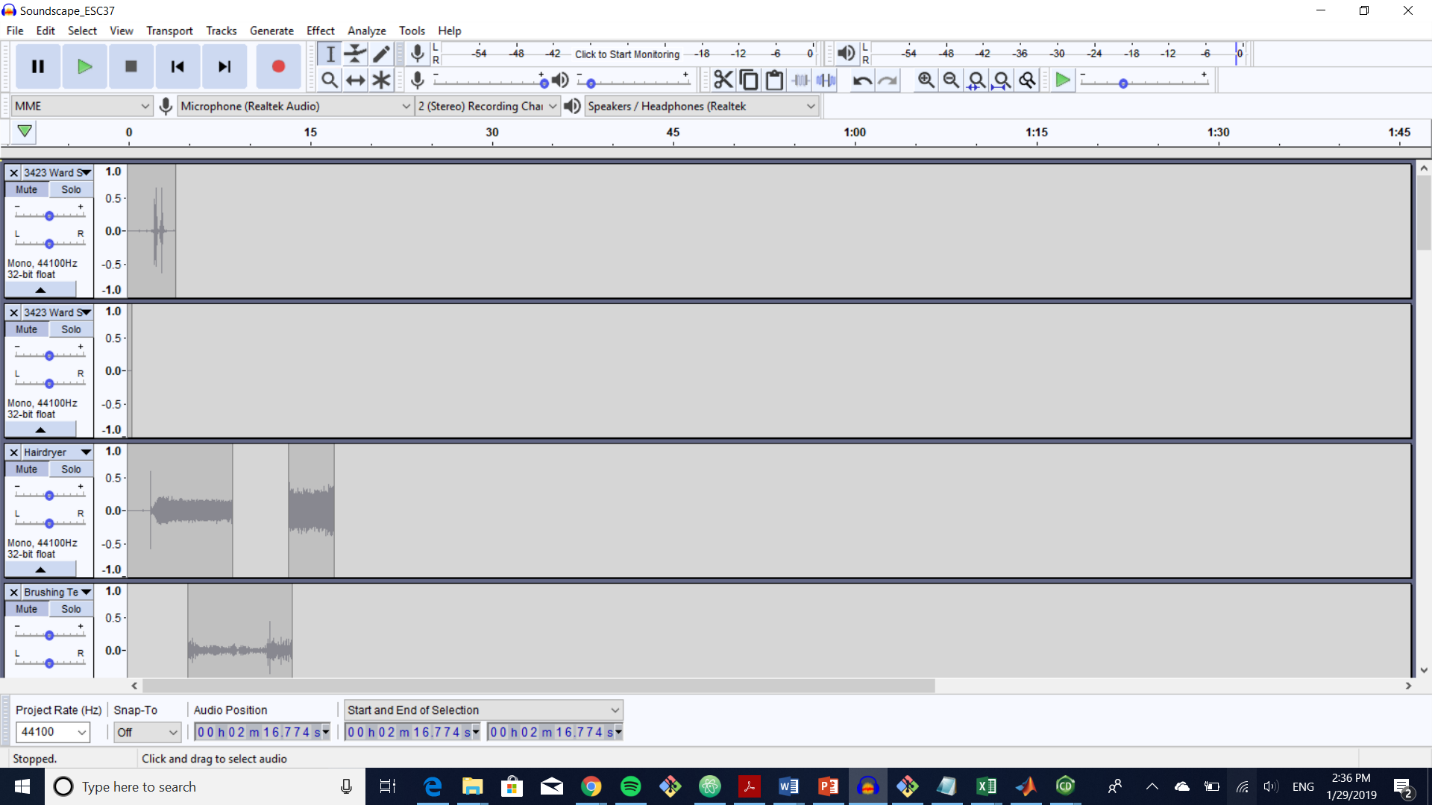 Soundscape_ESC37
File Edit Select View Transport Tracks Generate Effect Analyze Tools Help
L R -54 -48 -42 Click to Start Monitoring -18 -12 -6 0 L R -54 -48 -42 -36 -30 -24 -18 -12 -6 0
- + - + - +
MME Microphone (Realtek Audio) 2 (Stereo) Recording Chai Speakers / Headphones (Realtek
0 15 30 45 1:00 1:15 1:30 1:45
3423 Ward S 1.0
Mute Solo
0.5
- +
L R 0.0
Mono, 44100Hz -0.5
32-bit float
-1.0
3423 Ward S 1.0
Mute Solo
0.5
- +
L R 0.0
Mono, 44100Hz -0.5
32-bit float
-1.0
Hairdryer 1.0
Mute Solo
0.5
- +
L R 0.0
Mono, 44100Hz -0.5
32-bit float
-1.0
Brushing Te 1.0
Mute Solo
0.5
- +
L R 0.0
Project Rate (Hz) Snap-To Audio Position Start and End of Selection
44100 Off 00 h 02 m 16.774 s 00 h 02 m 16.774 s 00 h 02 m 16.774 s
Stopped. Click and drag to select audio
Type here to search ENG 2:36 PM
1/29/2019 2